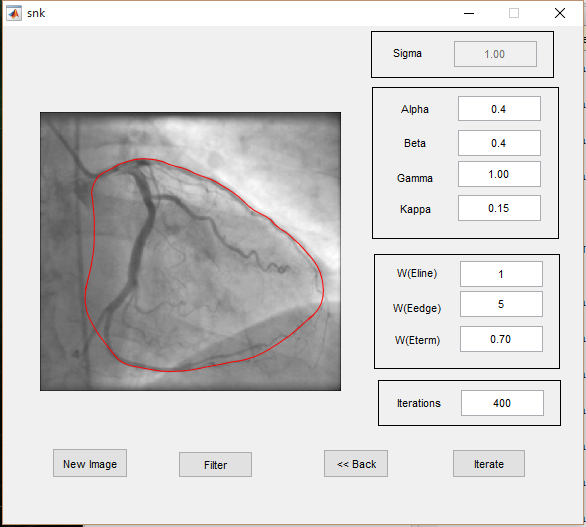 snk
Sigma 1.00
Alpha 0.4
Beta 0.4
Gamma 1.00
Kappa 0.15
W(Eline) 1
W(Eedge) 5
W(Eterm) 0.70
Iterations 400
New Image Filter << Back Iterate